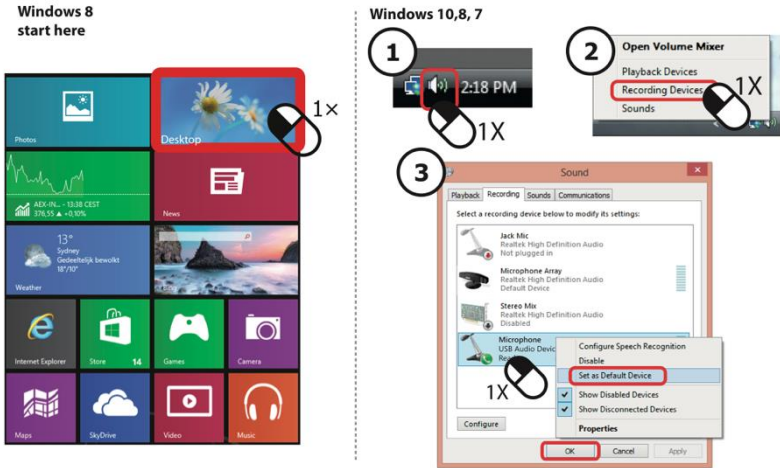 Windows 8
start here
Photos
Desktop
1×
AEX-IN... - 13:38 CEST
376,55 ▲ +0,10%
News
13°
Sydney
Gedeeltelijk bewolkt
18°/10°
Weather
Internet Explorer
Store 14
Games
Camera
Maps
SkyDrive
Video
Music
Windows 10,8, 7
1
2:18 PM
1X
2
Open Volume Mixer
Playback Devices
Recording Devices
Sounds
1X
3
Sound
Playback Recording Sounds Communications
Select a recording device below to modify its settings:
Jack Mic
Realtek High Definition Audio
Not plugged in
Microphone Array
Realtek High Definition Audio
Default Device
Stereo Mix
Realtek High Definition Audio
Disabled
Microphone
USB Audio
1X
Configure Speech Recognition
Disable
Set as Default Device
Show Disabled Devices
Show Disconnected Devices
Properties
Configure
OK Cancel Apply